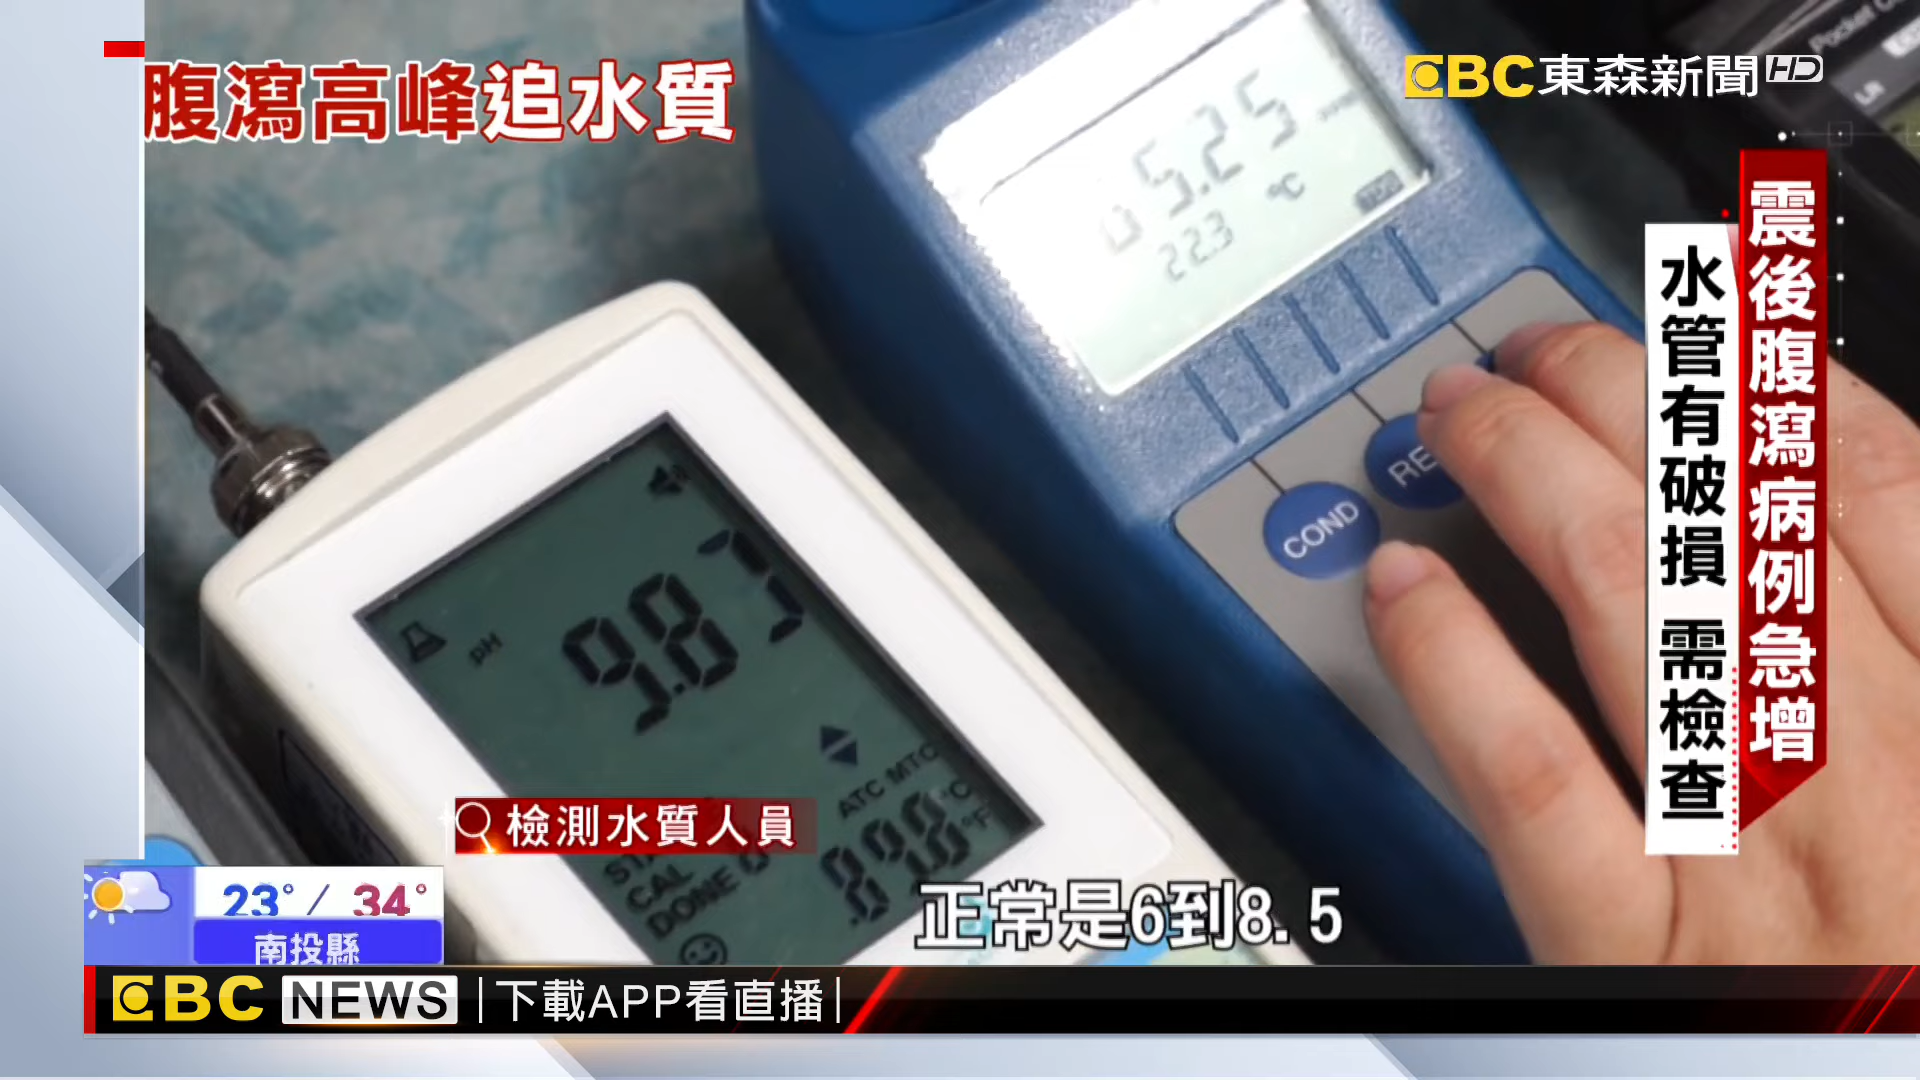 腹瀉高峰追水質
EBC東森新聞HD
震後腹瀉病例急增
水管有破損 需檢查
5.25
°C
22.3
COND
pH
9.8
ATC MTC
°C
°F
CAL
DONE
檢測水質人員
正常是6到8.5
23°/ 34°
南投縣
EBC NEWS
下載APP看直播